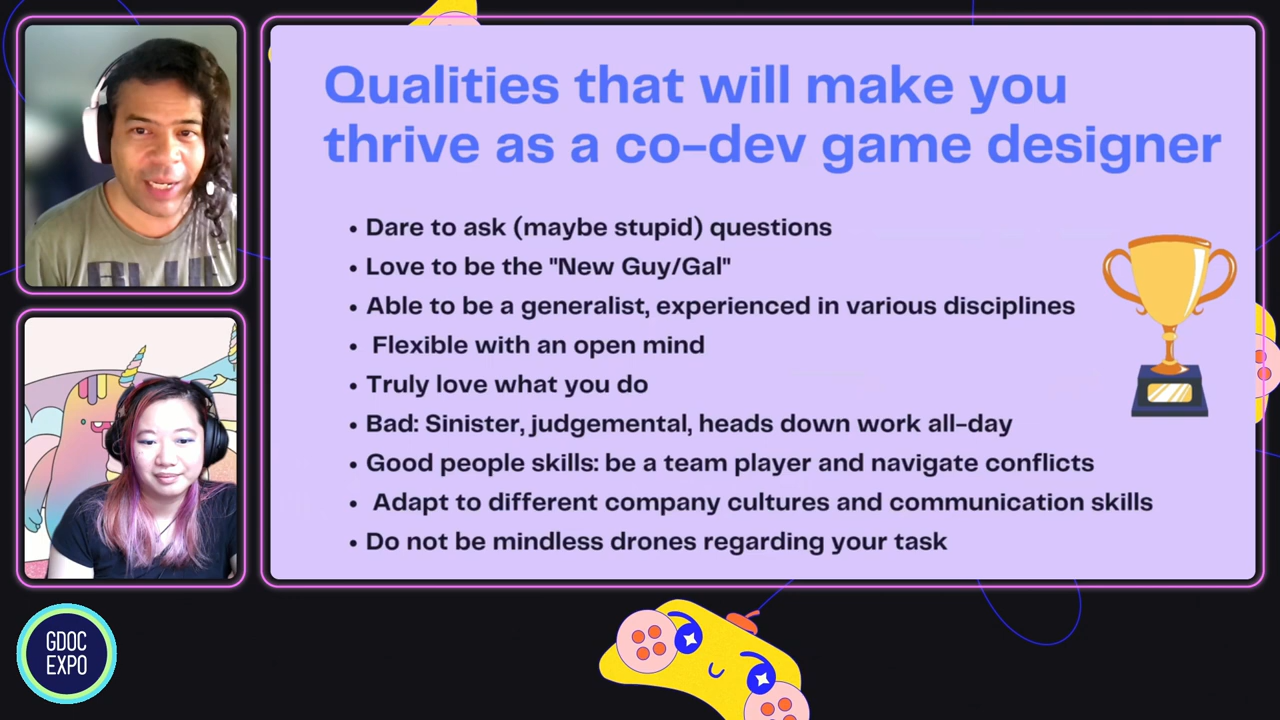 Qualities that will make you
thrive as a co-dev game designer
• Dare to ask (maybe stupid) questions
• Love to be the "New Guy/Gal"
• Able to be a generalist, experienced in various disciplines
• Flexible with an open mind
• Truly love what you do
• Bad: Sinister, judgemental, heads down work all-day
• Good people skills: be a team player and navigate conflicts
• Adapt to different company cultures and communication skills
• Do not be mindless drones regarding your task
GDOC
EXPO